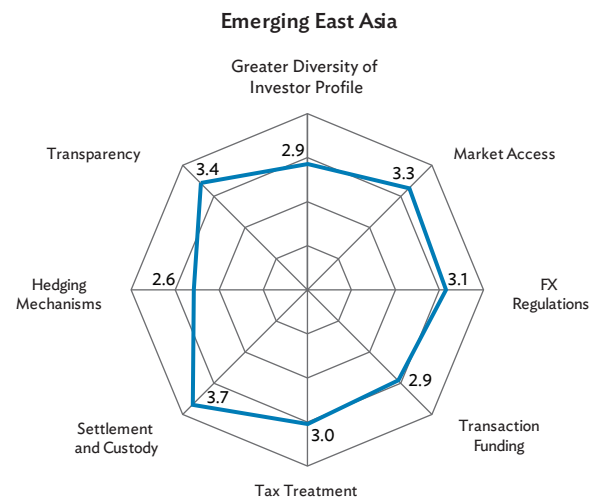 Emerging East Asia
Greater Diversity of
Investor Profile
Transparency
Market Access
2.9
3.4
3.3
Hedging
Mechanisms
2.6
3.1
FX
Regulations
3.7
2.9
Settlement
and Custody
3.0
Transaction
Funding
Tax Treatment